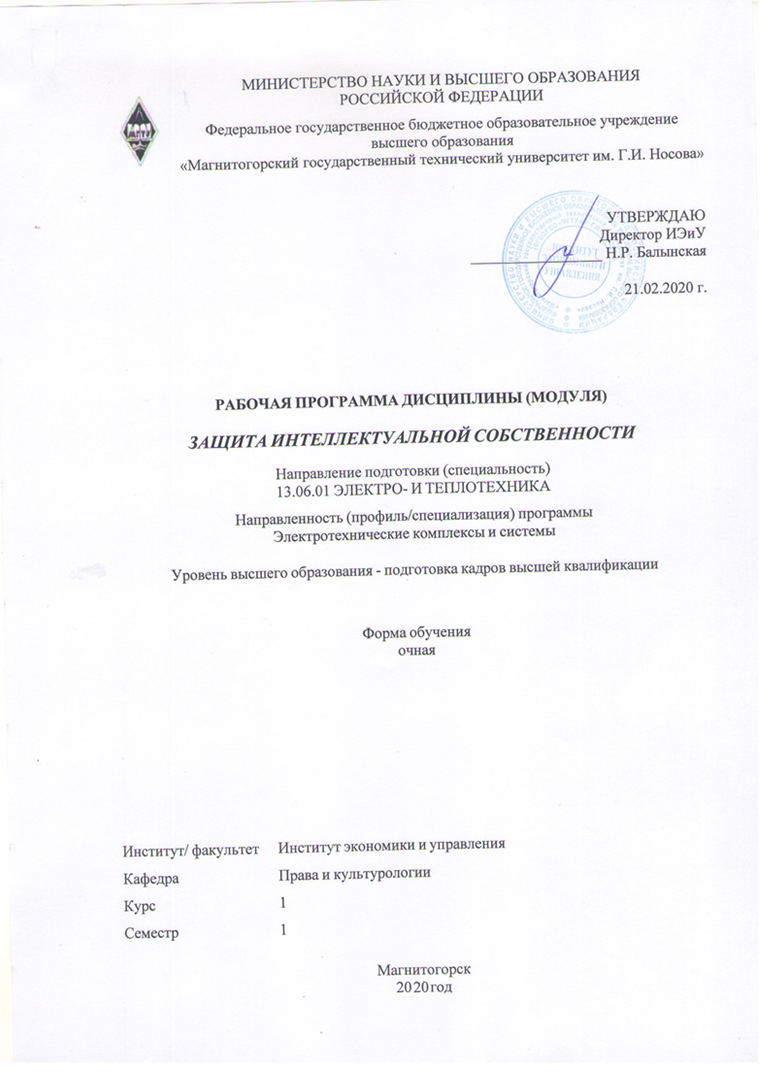 МИНИСТЕРСТВО НАУКИ И ВЫСШЕГО ОБРАЗОВАНИЯ
РОССИЙСКОЙ ФЕДЕРАЦИИ
Федеральное государственное бюджетное образовательное учреждение
высшего образования
«Магнитогорский государственный технический университет им. Г.И. Носова»
УТВЕРЖДАЮ
Директор ИЭиУ
Н.Р. Балынская
21.02.2020 г.
РАБОЧАЯ ПРОГРАММА ДИСЦИПЛИНЫ (МОДУЛЯ)
ЗАЩИТА ИНТЕЛЛЕКТУАЛЬНОЙ СОБСТВЕННОСТИ
Направление подготовки (специальность)
13.06.01 ЭЛЕКТРО- И ТЕПЛОТЕХНИКА
Направленность (профиль/специализация) программы
Электротехнические комплексы и системы
Уровень высшего образования - подготовка кадров высшей квалификации
Форма обучения
очная
Институт/ факультет Институт экономики и управления
Кафедра Права и культурологии
Курс 1
Семестр 1
Магнитогорск
2020 год